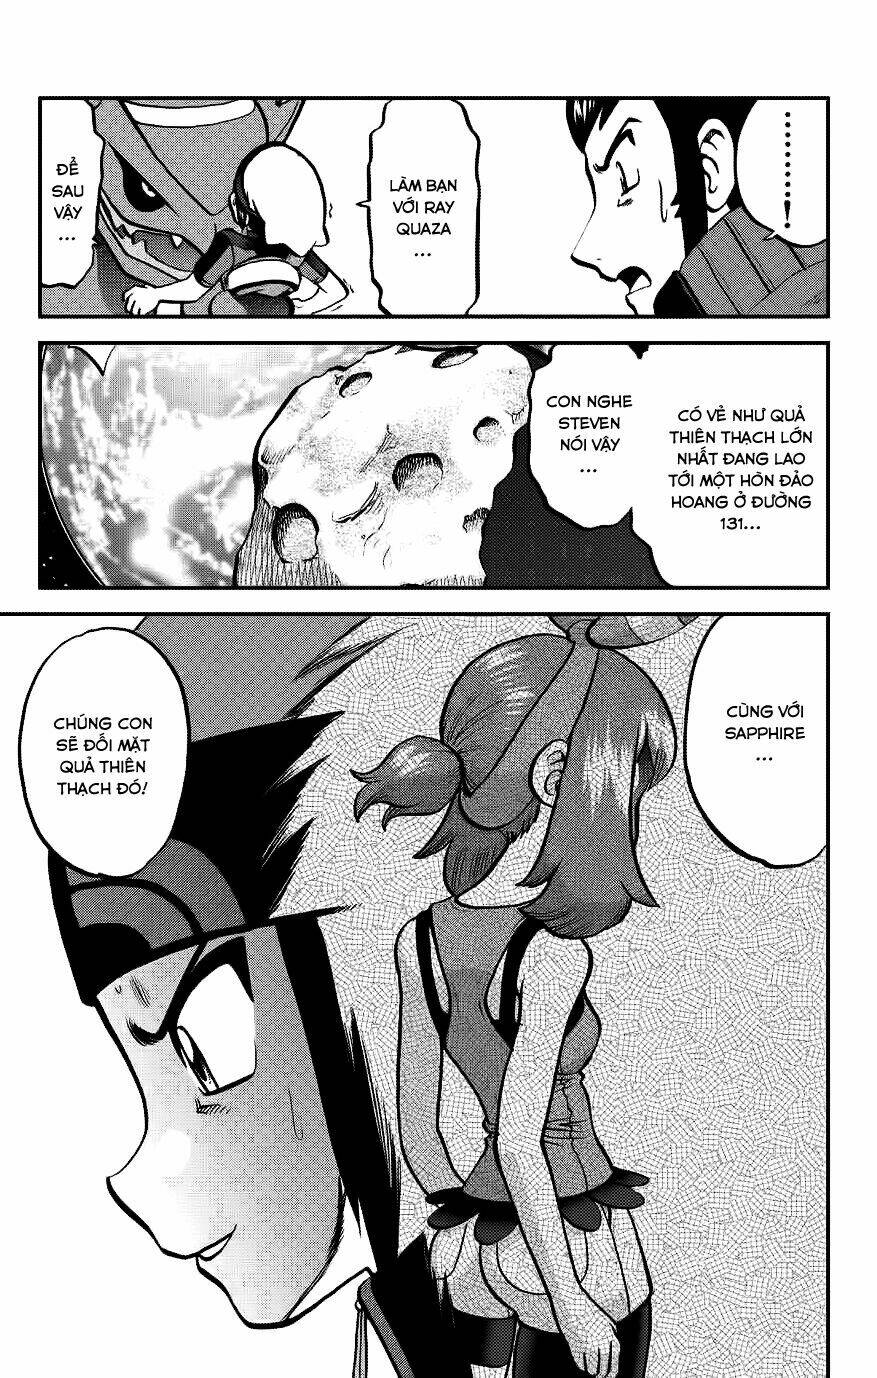 ......!
LÀM BẠN
VỚI RAY
QUAZA
...
ĐỂ
SAU
VẬY
...
CÓ VẺ NHƯ QUẢ
THIÊN THẠCH LỚN
NHẤT ĐANG LAO
TỚI MỘT HÒN ĐẢO
HOANG Ở ĐƯỜNG
131...
CON NGHE
STEVEN
NÓI VẬY
...
CÙNG VỚI
SAPPHIRE
...
CHÚNG CON
SẼ ĐỐI MẶT
QUẢ THIÊN
THẠCH ĐÓ!